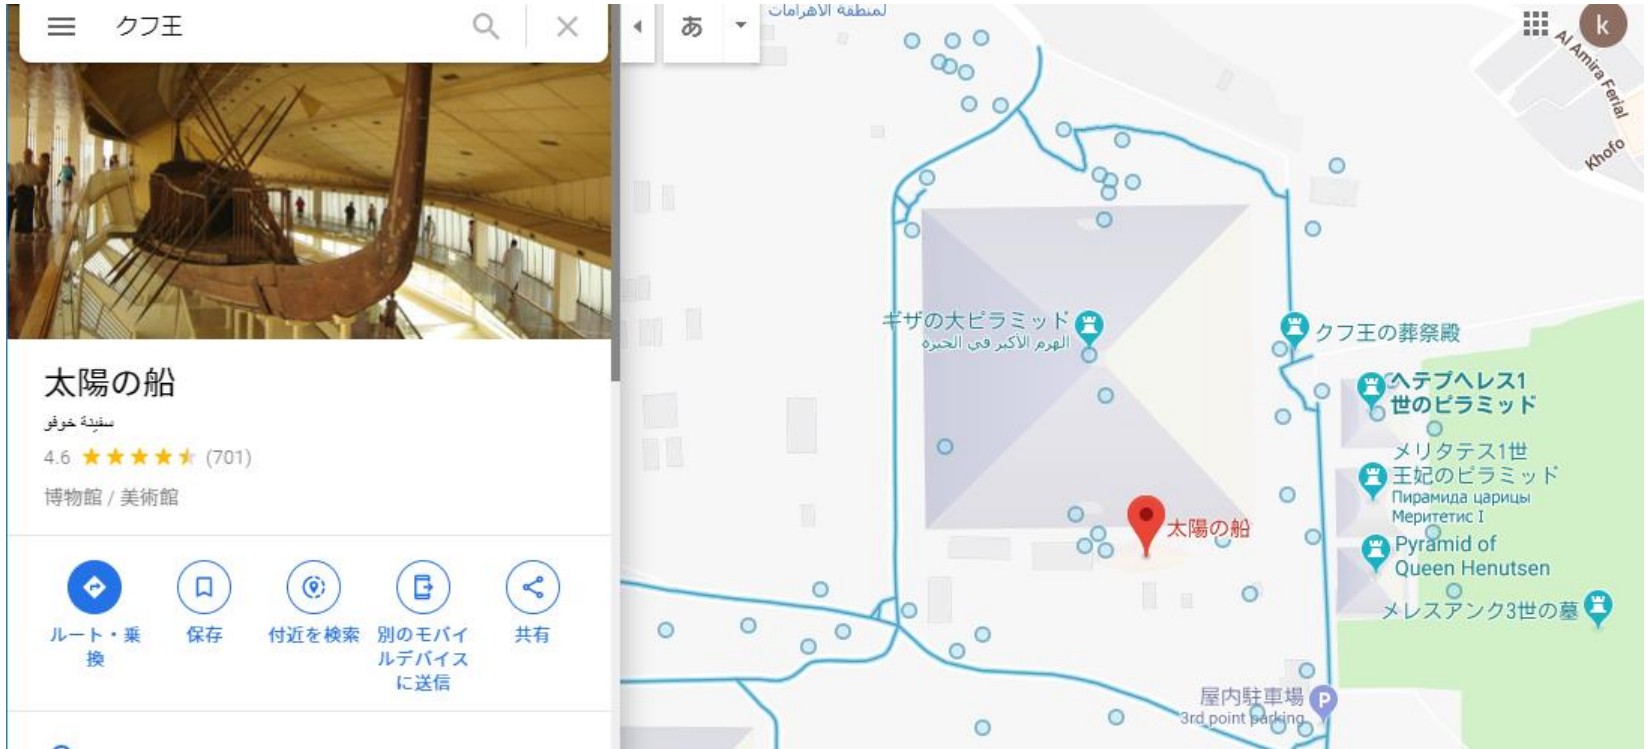 クフ王
あ
太陽の船
سفينة خوفو
4.6
(701)
博物館 / 美術館
ルート・乗
換
保存
付近を検索
別のモバイ
ルデバイス
に送信
共有
لمنطقة الأهرامات
k
Al Amira Ferial
Khofo
ギザの大ピラミッド
الهرم الأكبر في الجيزة
クフ王の葬祭殿
ヘテプヘレス1
世のピラミッド
メリタテス1世
王妃のピラミッド
Пирамида царицы
Меритетис I
太陽の船
Pyramid of
Queen Henutsen
メレスアンク3世の墓
屋内駐車場
P
3rd point parking